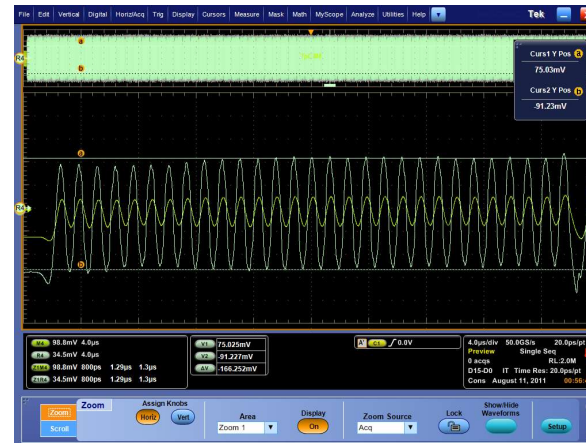 File Edit Vertical Digital Horiz/Acq Trig Display Cursors Measure Mask Math MyScope Analyze Utilities Help Tek
a
b
R4
Curs1 Y Pos a
75.03mV
Curs2 Y Pos b
-91.23mV
a
R4
b
M4 98.8mV 4.0µs
R4 34.5mV 4.0µs
Z1M4 98.8mV 800ps 1.29µs 1.3µs
Z1R4 34.5mV 800ps 1.29µs 1.3µs
V1 75.025mV
V2 -91.227mV
ΔV -166.252mV
A' C1 0.0V
4.0µs/div 50.0GS/s 20.0ps/pt
Preview Single Seq
0 acqs RL:2.0M
D15-D0 IT Time Res: 20.0ps/pt
Cons August 11, 2011 00:56:
Zoom
Scroll
Zoom
Assign Knobs
Horiz Vert
Area
Zoom 1
Display
On
Zoom Source
Acq
Lock
Show/Hide
Waveforms
Setup